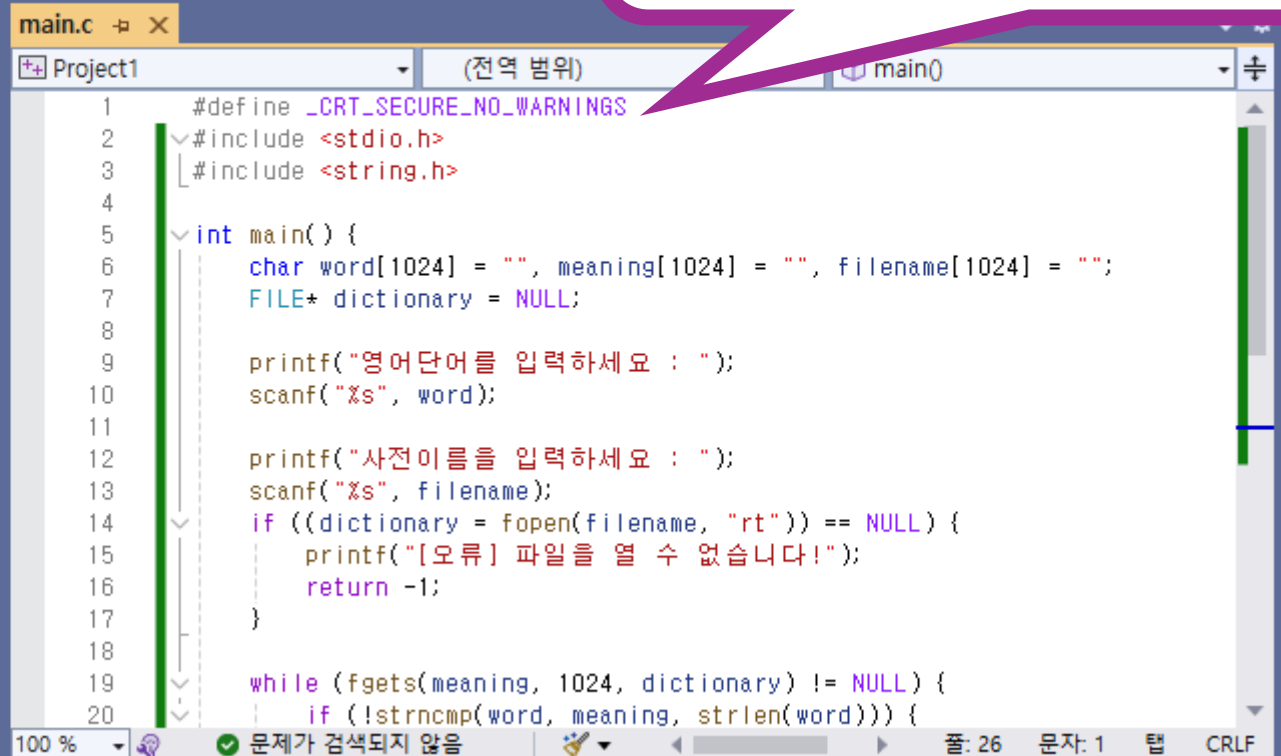 main.c
Project1 (전역 범위) main()
1 #define _CRT_SECURE_NO_WARNINGS
2 #include <stdio.h>
3 #include <string.h>
4
5 int main() {
6 char word[1024] = "", meaning[1024] = "", filename[1024] = "";
7 FILE* dictionary = NULL;
8
9 printf("영어단어를 입력하세요 : ");
10 scanf("%s", word);
11
12 printf("사전이름을 입력하세요 : ");
13 scanf("%s", filename);
14 if ((dictionary = fopen(filename, "rt")) == NULL) {
15 printf("[오류] 파일을 열 수 없습니다!");
16 return -1;
17 }
18
19 while (fgets(meaning, 1024, dictionary) != NULL) {
20 if (!strncmp(word, meaning, strlen(word))) {
100 % 문제가 검색되지 않음 줄: 26 문자: 1 탭 CRLF